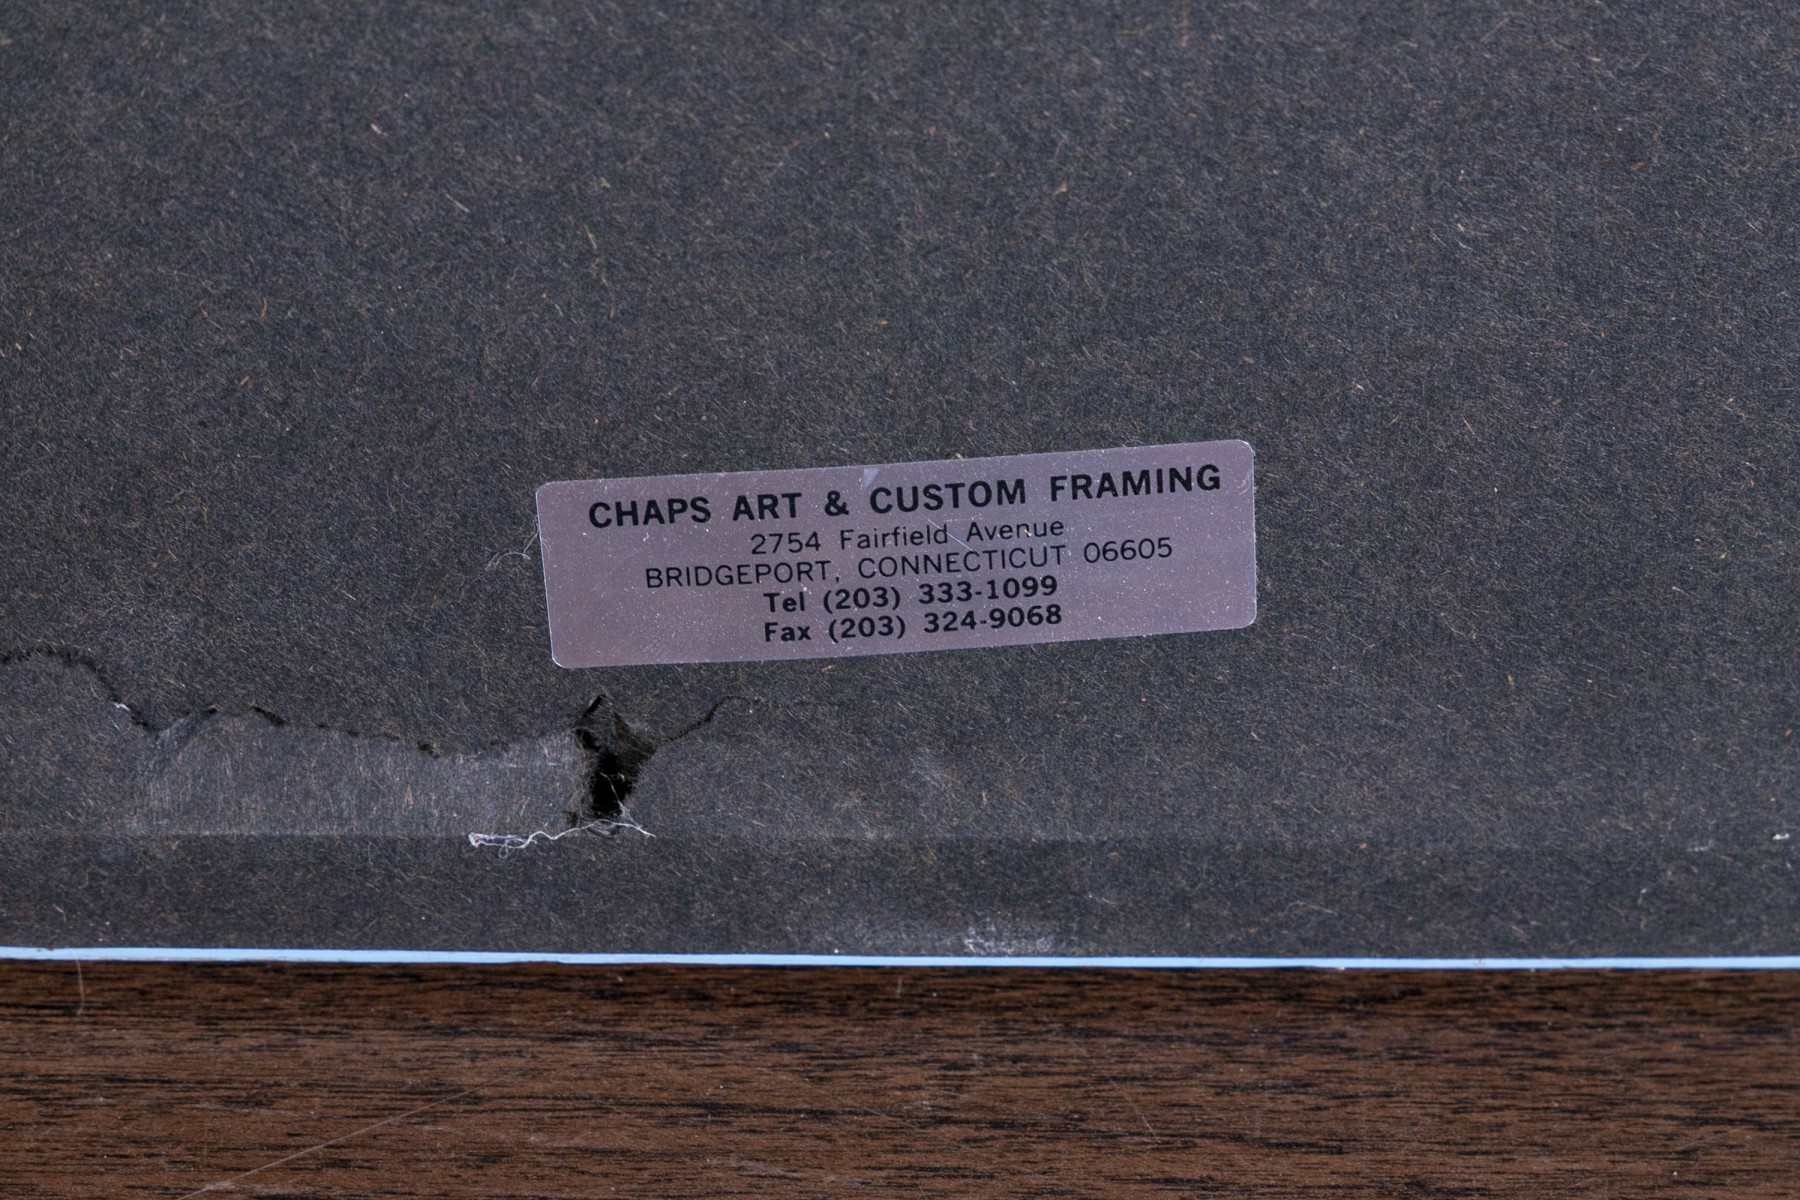 CHAPS ART & CUSTOM FRAMING
2754 Fairfield Avenue
BRIDGEPORT, CONNECTICUT 06605
Tel (203) 333-1099
Fax (203) 324-9068